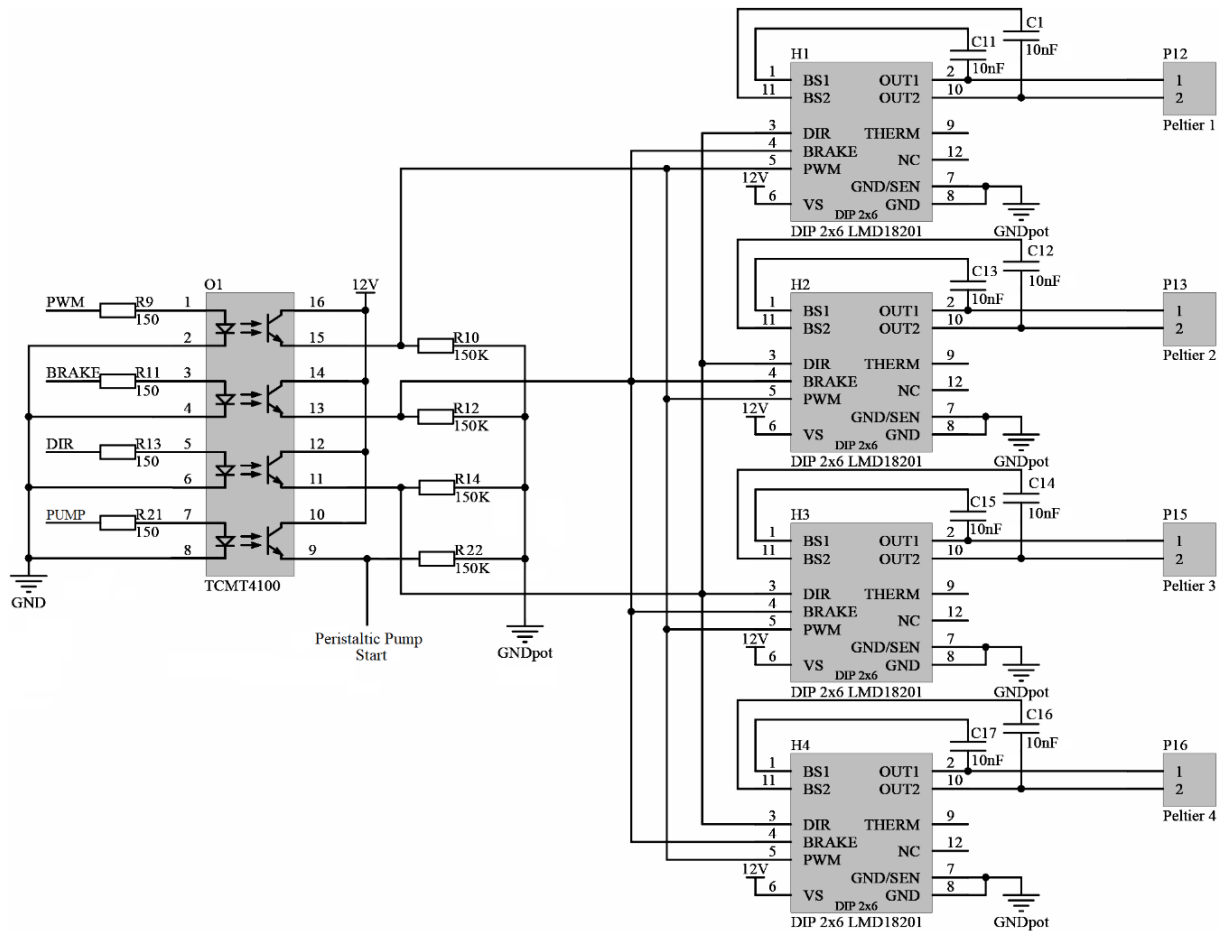 O1
12V
PWM
R9
150
1
16
2
15
R10
150K
BRAKE
R11
150
3
14
4
13
R12
150K
DIR
R13
150
5
12
6
11
R14
150K
PUMP
R21
150
7
10
8
9
R22
150K
GND
TCMT4100
Peristaltic Pump
Start
GNDpot
C1
10nF
C11
10nF
H1
1
BS1
OUT1
2
11
BS2
OUT2
10
3
DIR
THERM
9
4
BRAKE
5
PWM
NC
12
12V
GND/SEN
7
6
VS
GND
8
DIP 2x6
DIP 2x6 LMD18201
GNDpot
P12
1
2
Peltier 1
C12
10nF
C13
10nF
H2
1
BS1
OUT1
2
11
BS2
OUT2
10
3
DIR
THERM
9
4
BRAKE
5
PWM
NC
12
12V
GND/SEN
7
6
VS
GND
8
DIP 2x6
DIP 2x6 LMD18201
GNDpot
P13
1
2
Peltier 2
C14
10nF
C15
10nF
H3
1
BS1
OUT1
2
11
BS2
OUT2
10
3
DIR
THERM
9
4
BRAKE
5
PWM
NC
12
12V
GND/SEN
7
6
VS
GND
8
DIP 2x6
DIP 2x6 LMD18201
GNDpot
P15
1
2
Peltier 3
C16
10nF
C17
10nF
H4
1
BS1
OUT1
2
11
BS2
OUT2
10
3
DIR
THERM
9
4
BRAKE
5
PWM
NC
12
12V
GND/SEN
7
6
VS
GND
8
DIP 2x6
DIP 2x6 LMD18201
GNDpot
P16
1
2
Peltier 4